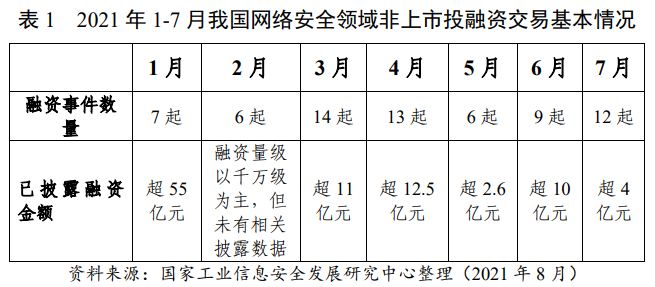 表 1 2021 年 1-7 月我国网络安全领域非上市投融资交易基本情况
1 月 2 月 3 月 4 月 5 月 6 月 7 月
融资事件数
量
7 起 6 起 14 起 13 起 6 起 9 起 12 起
已披露融资
金额
超 55
亿元
融资量级
以千万级
为主，但
未有相关
披露数据
超 11
亿元
超 12.5
亿元
超 2.6
亿元
超 10
亿元
超 4
亿元
资料来源：国家工业信息安全发展研究中心整理（2021 年 8 月）